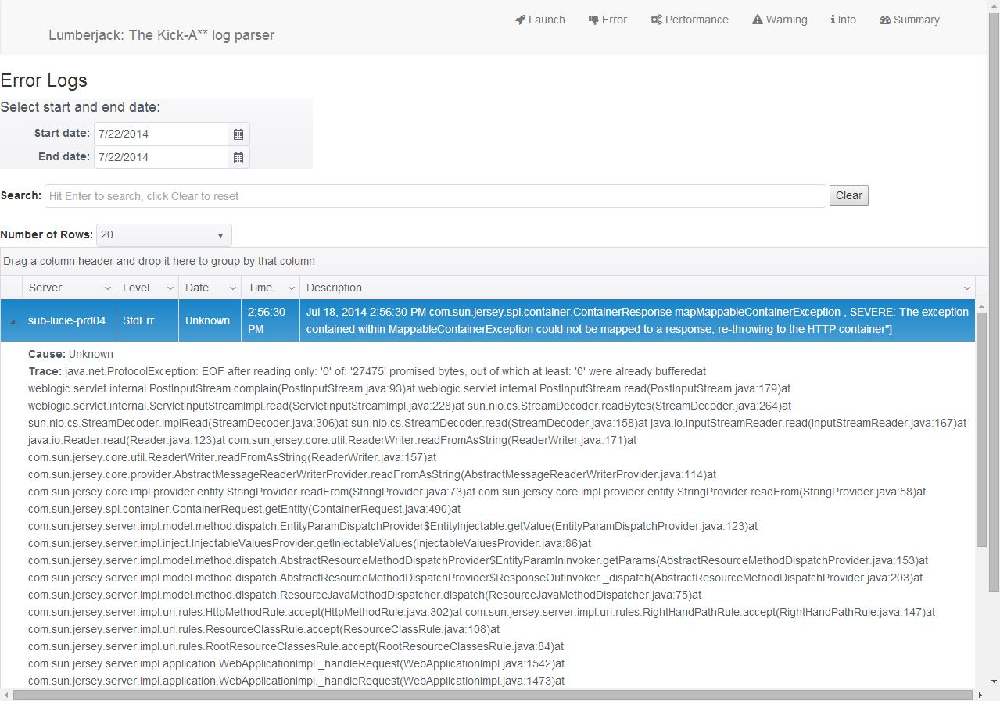 Launch Error Performance Warning Info Summary
Lumberjack: The Kick-A** log parser
Error Logs
Select start and end date:
Start date: 7/22/2014
End date: 7/22/2014
Search: Hit Enter to search, click Clear to reset Clear
Number of Rows: 20
Drag a column header and drop it here to group by that column
Server Level Date Time Description
sub-lucie-prd04 StdErr Unknown 2:56:30 PM Jul 18, 2014 2:56:30 PM com.sun.jersey.spi.container.ContainerResponse mapMappableContainerException , SEVERE: The exception
contained within MappableContainerException could not be mapped to a response, re-throwing to the HTTP container"]
Cause: Unknown
Trace: java.net.ProtocolException: EOF after reading only: '0' of: '27475' promised bytes, out of which at least: '0' were already bufferedat
weblogic.servlet.internal.PostInputStream.complain(PostInputStream.java:93)at weblogic.servlet.internal.PostInputStream.read(PostInputStream.java:179)at
weblogic.servlet.internal.ServletInputStreamImpl.read(ServletInputStreamImpl.java:228)at sun.nio.cs.StreamDecoder.readBytes(StreamDecoder.java:264)at
sun.nio.cs.StreamDecoder.implRead(StreamDecoder.java:306)at sun.nio.cs.StreamDecoder.read(StreamDecoder.java:158)at java.io.InputStreamReader.read(InputStreamReader.java:167)at
java.io.Reader.read(Reader.java:123)at com.sun.jersey.core.util.ReaderWriter.readFromAsString(ReaderWriter.java:171)at
com.sun.jersey.core.util.ReaderWriter.readFromAsString(ReaderWriter.java:157)at
com.sun.jersey.core.provider.AbstractMessageReaderWriterProvider.readFromAsString(AbstractMessageReaderWriterProvider.java:114)at
com.sun.jersey.core.impl.provider.entity.StringProvider.readFrom(StringProvider.java:73)at com.sun.jersey.core.impl.provider.entity.StringProvider.readFrom(StringProvider.java:58)at
com.sun.jersey.spi.container.ContainerRequest.getEntity(ContainerRequest.java:490)at
com.sun.jersey.server.impl.model.method.dispatch.EntityParamDispatchProvider$EntityInjectable.getValue(EntityParamDispatchProvider.java:123)at
com.sun.jersey.server.impl.inject.InjectableValuesProvider.getInjectableValues(InjectableValuesProvider.java:86)at
com.sun.jersey.server.impl.model.method.dispatch.AbstractResourceMethodDispatchProvider$EntityParamInInvoker.getParams(AbstractResourceMethodDispatchProvider.java:153)at
com.sun.jersey.server.impl.model.method.dispatch.AbstractResourceMethodDispatchProvider$ResponseOutInvoker._dispatch(AbstractResourceMethodDispatchProvider.java:203)at
com.sun.jersey.server.impl.model.method.dispatch.ResourceJavaMethodDispatcher.dispatch(ResourceJavaMethodDispatcher.java:75)at
com.sun.jersey.server.impl.uri.rules.HttpMethodRule.accept(HttpMethodRule.java:302)at com.sun.jersey.server.impl.uri.rules.RightHandPathRule.accept(RightHandPathRule.java:147)at
com.sun.jersey.server.impl.uri.rules.ResourceClassRule.accept(ResourceClassRule.java:108)at
com.sun.jersey.server.impl.uri.rules.RootResourceClassesRule.accept(RootResourceClassesRule.java:84)at
com.sun.jersey.server.impl.application.WebApplicationImpl._handleRequest(WebApplicationImpl.java:1542)at
com.sun.jersey.server.impl.application.WebApplicationImpl._handleRequest(WebApplicationImpl.java:1473)at